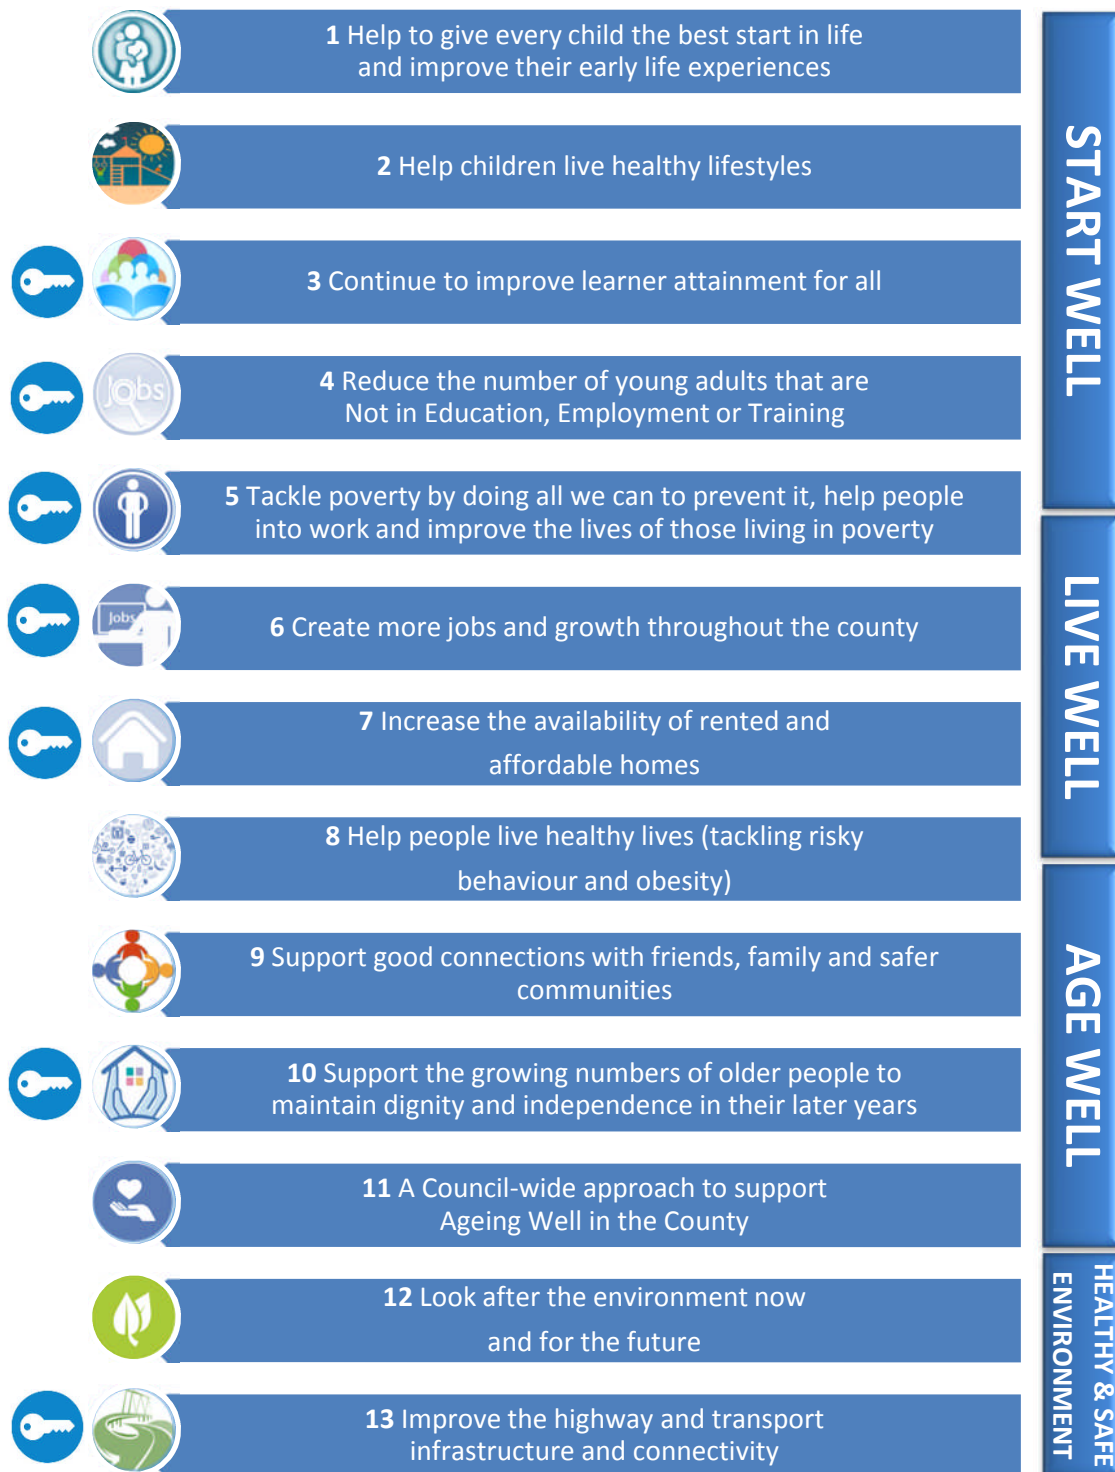 1 Help to give every child the best start in life
and improve their early life experiences
2 Help children live healthy lifestyles
3 Continue to improve learner attainment for all
Jobs
4 Reduce the number of young adults that are
Not in Education, Employment or Training
START WELL
5 Tackle poverty by doing all we can to prevent it, help people
into work and improve the lives of those living in poverty
Jobs
6 Create more jobs and growth throughout the county
7 Increase the availability of rented and
affordable homes
LIVE WELL
8 Help people live healthy lives (tackling risky
behaviour and obesity)
9 Support good connections with friends, family and safer
communities
10 Support the growing numbers of older people to
maintain dignity and independence in their later years
11 A Council-wide approach to support
Ageing Well in the County
AGE WELL
12 Look after the environment now
and for the future
13 Improve the highway and transport
infrastructure and connectivity
HEALTHY & SAFE
ENVIRONMENT